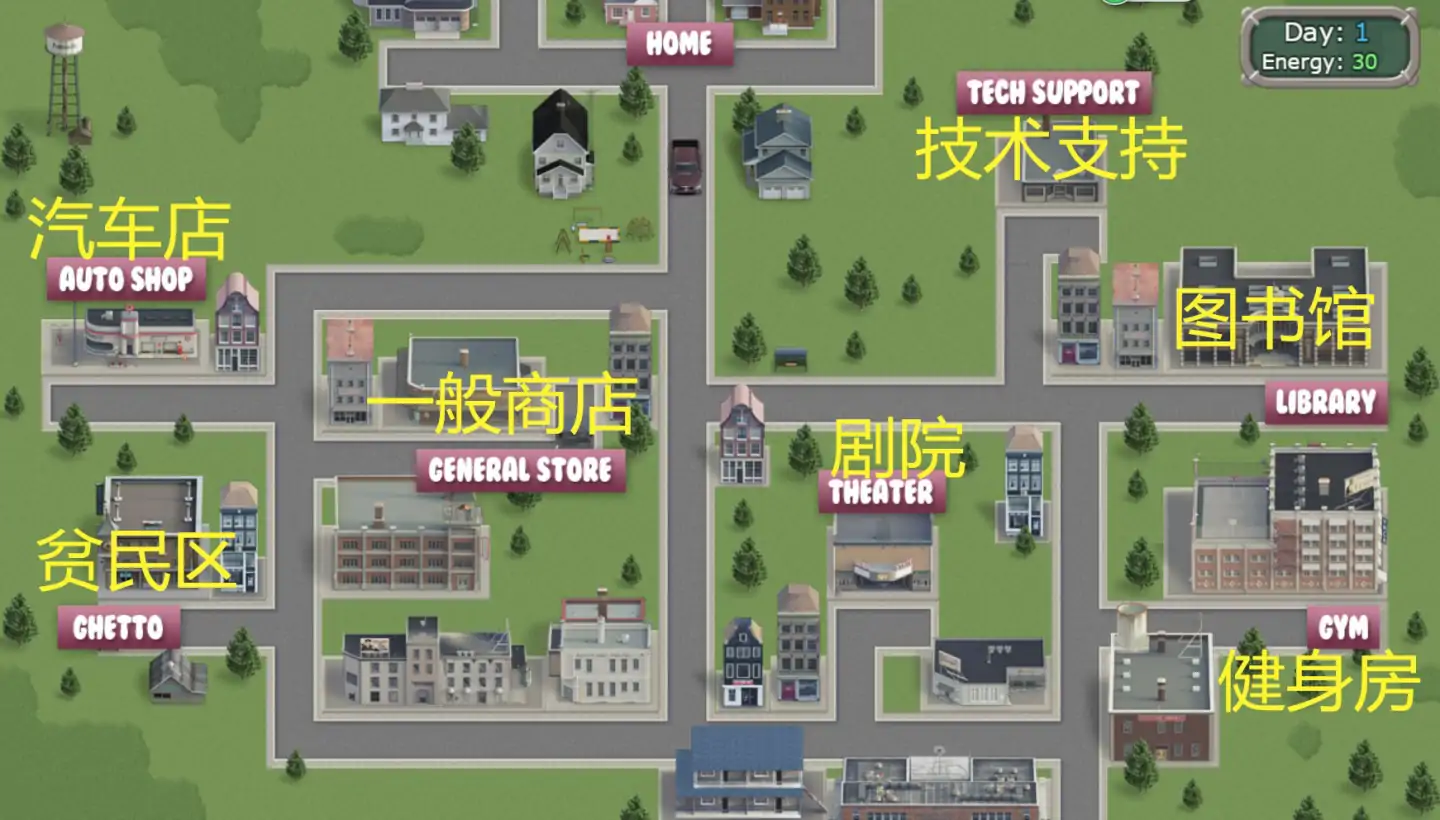 HOME
Day: 1
Energy: 30
TECH SUPPORT
技术支持
汽车店
AUTO SHOP
图书馆
LIBRARY
一般商店
GENERAL STORE
剧院
THEATER
贫民区
GHETTO
GYM
健身房